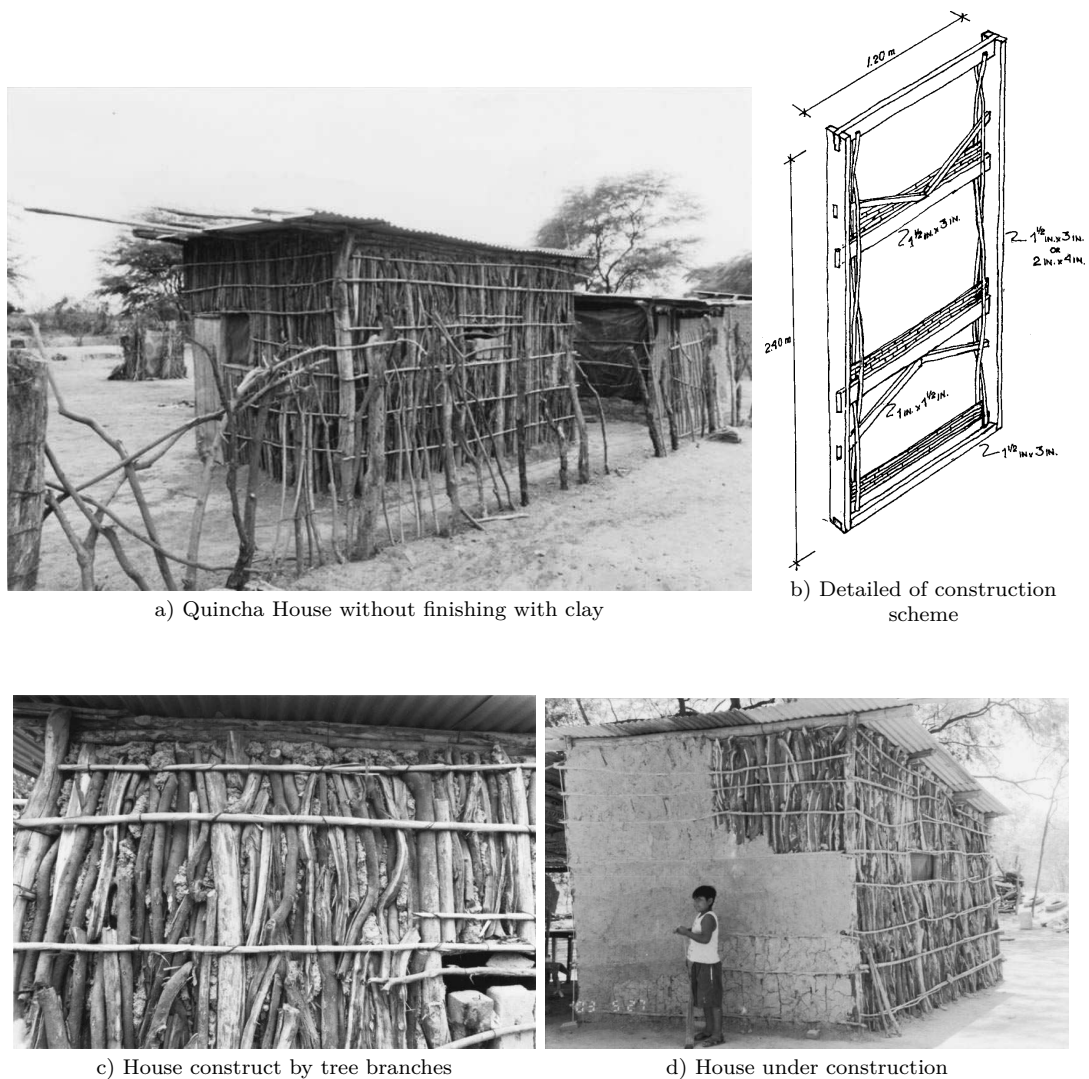 1.20 m
1 1/2 IN. x 3 IN.
1 1/2 IN. x 3 IN.
OR
2 IN. x 4 IN.
2.40 m
1 IN. x 1 1/2 IN.
1 1/2 IN x 3 IN.
a) Quincha House without finishing with clay
b) Detailed of construction
scheme
c) House construct by tree branches
d) House under construction